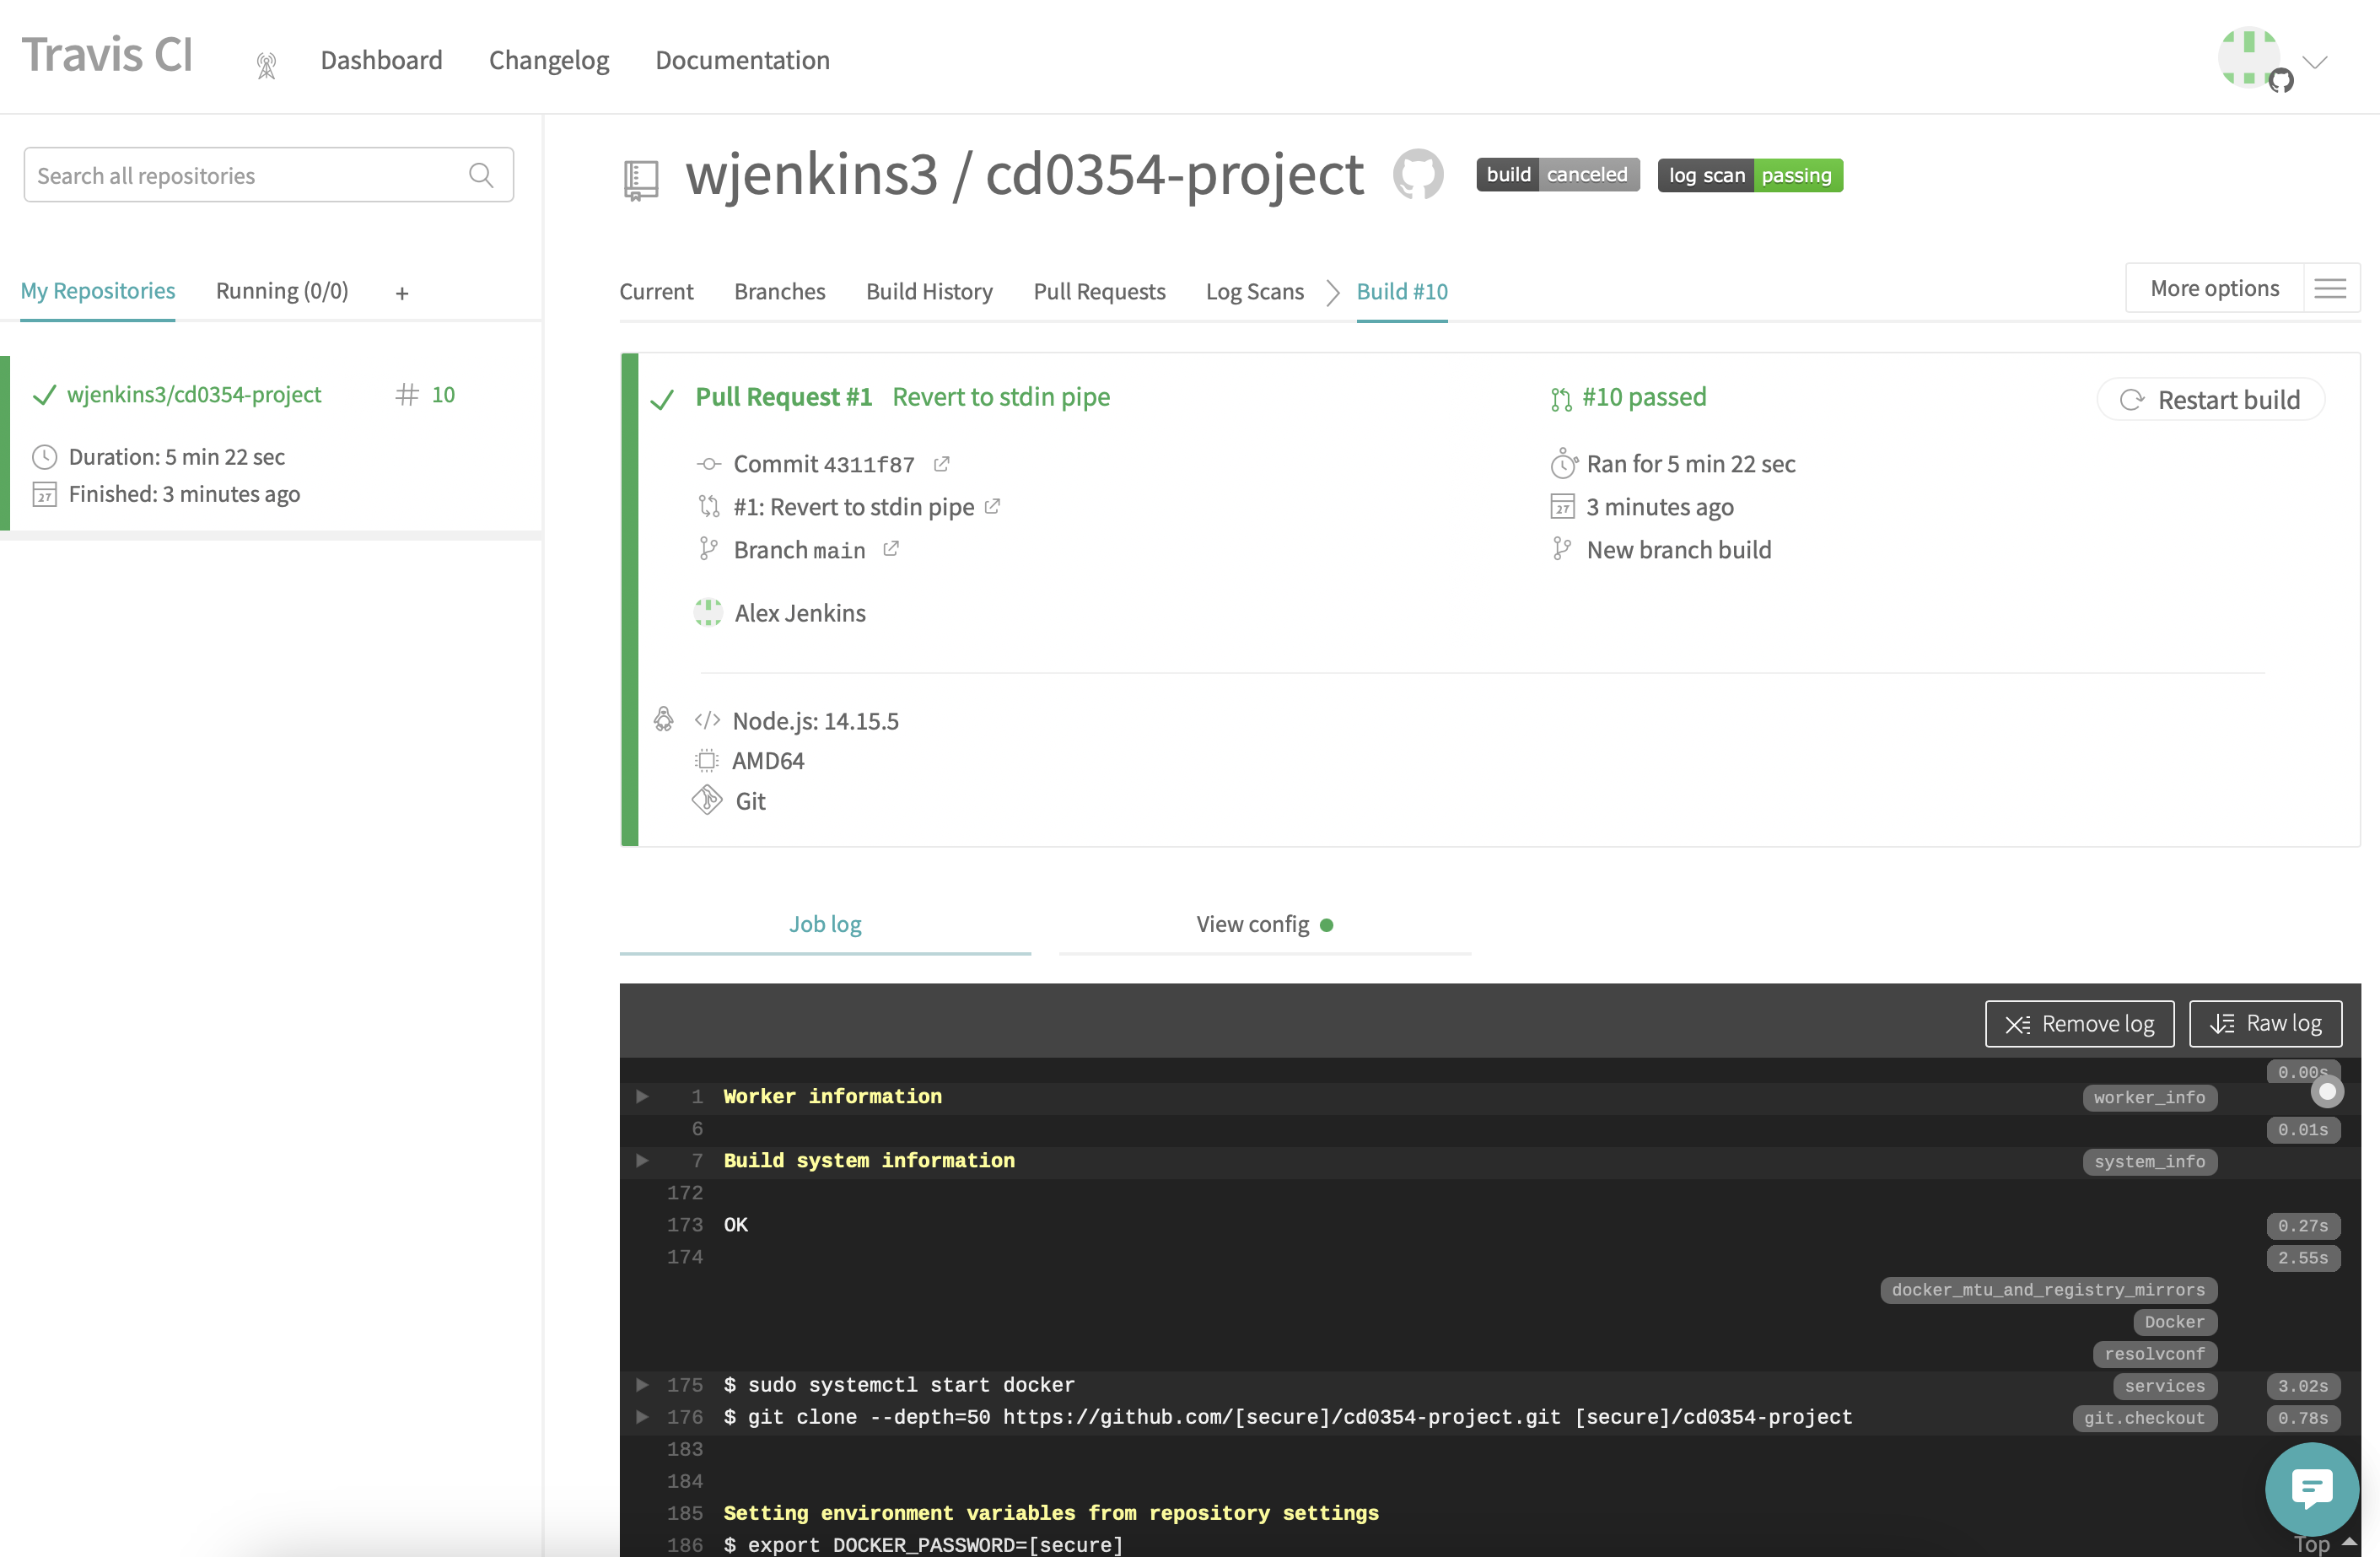 Travis CI
Dashboard
Changelog
Documentation
Search all repositories
My Repositories
Running (0/0)
+
wjenkins3/cd0354-project
# 10
Duration: 5 min 22 sec
27 Finished: 3 minutes ago
wjenkins3 / cd0354-project
build canceled
log scan passing
Current
Branches
Build History
Pull Requests
Log Scans
Build #10
More options
Pull Request #1 Revert to stdin pipe
Commit 4311f87
#1: Revert to stdin pipe
Branch main
Alex Jenkins
#10 passed
Ran for 5 min 22 sec
27 3 minutes ago
New branch build
Restart build
</> Node.js: 14.15.5
AMD64
Git
Job log
View config
Remove log
Raw log
0.00s
1 Worker information worker_info
6 0.01s
7 Build system information system_info
172
173 OK 0.27s
174 2.55s
docker_mtu_and_registry_mirrors
Docker
resolvconf
175 $ sudo systemctl start docker services 3.02s
176 $ git clone --depth=50 https://github.com/[secure]/cd0354-project.git [secure]/cd0354-project git.checkout 0.78s
183
184
185 Setting environment variables from repository settings
186 $ export DOCKER_PASSWORD=[secure]
Top